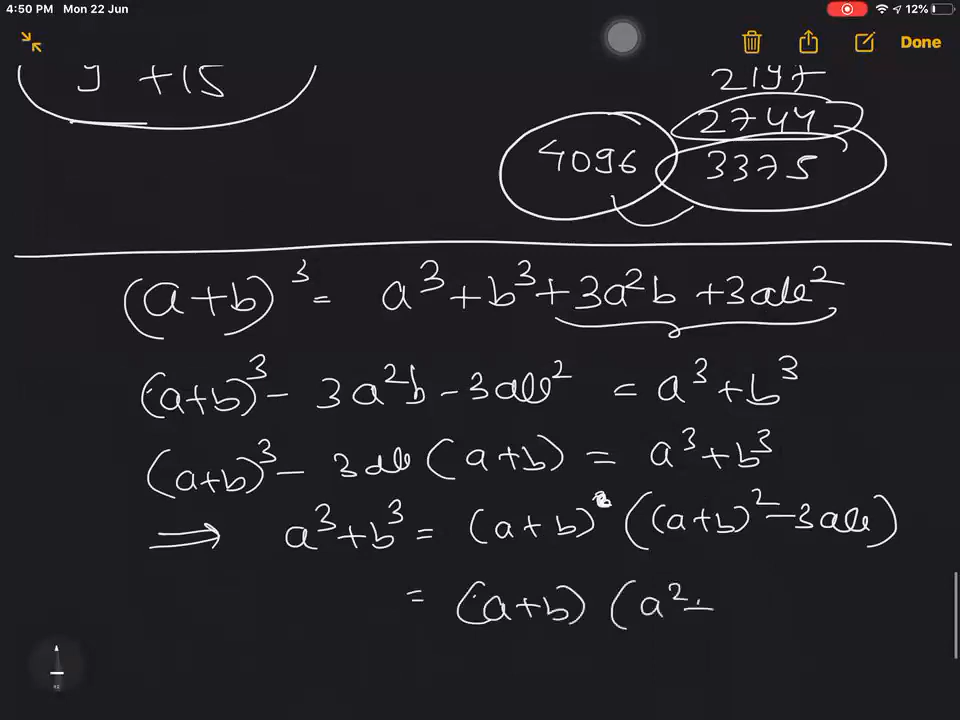 4:50 PM Mon 22 Jun 12%
Done
y +15
2197
2744
4096 3375
(a+b)³ = a³+b³+3a²b +3ab²
(a+b)³ - 3a²b - 3ab² = a³+b³
(a+b)³ - 3ab (a+b) = a³+b³
⟹ a³+b³ = (a+b) ((a+b)²-3ab)
= (a+b) (a²-